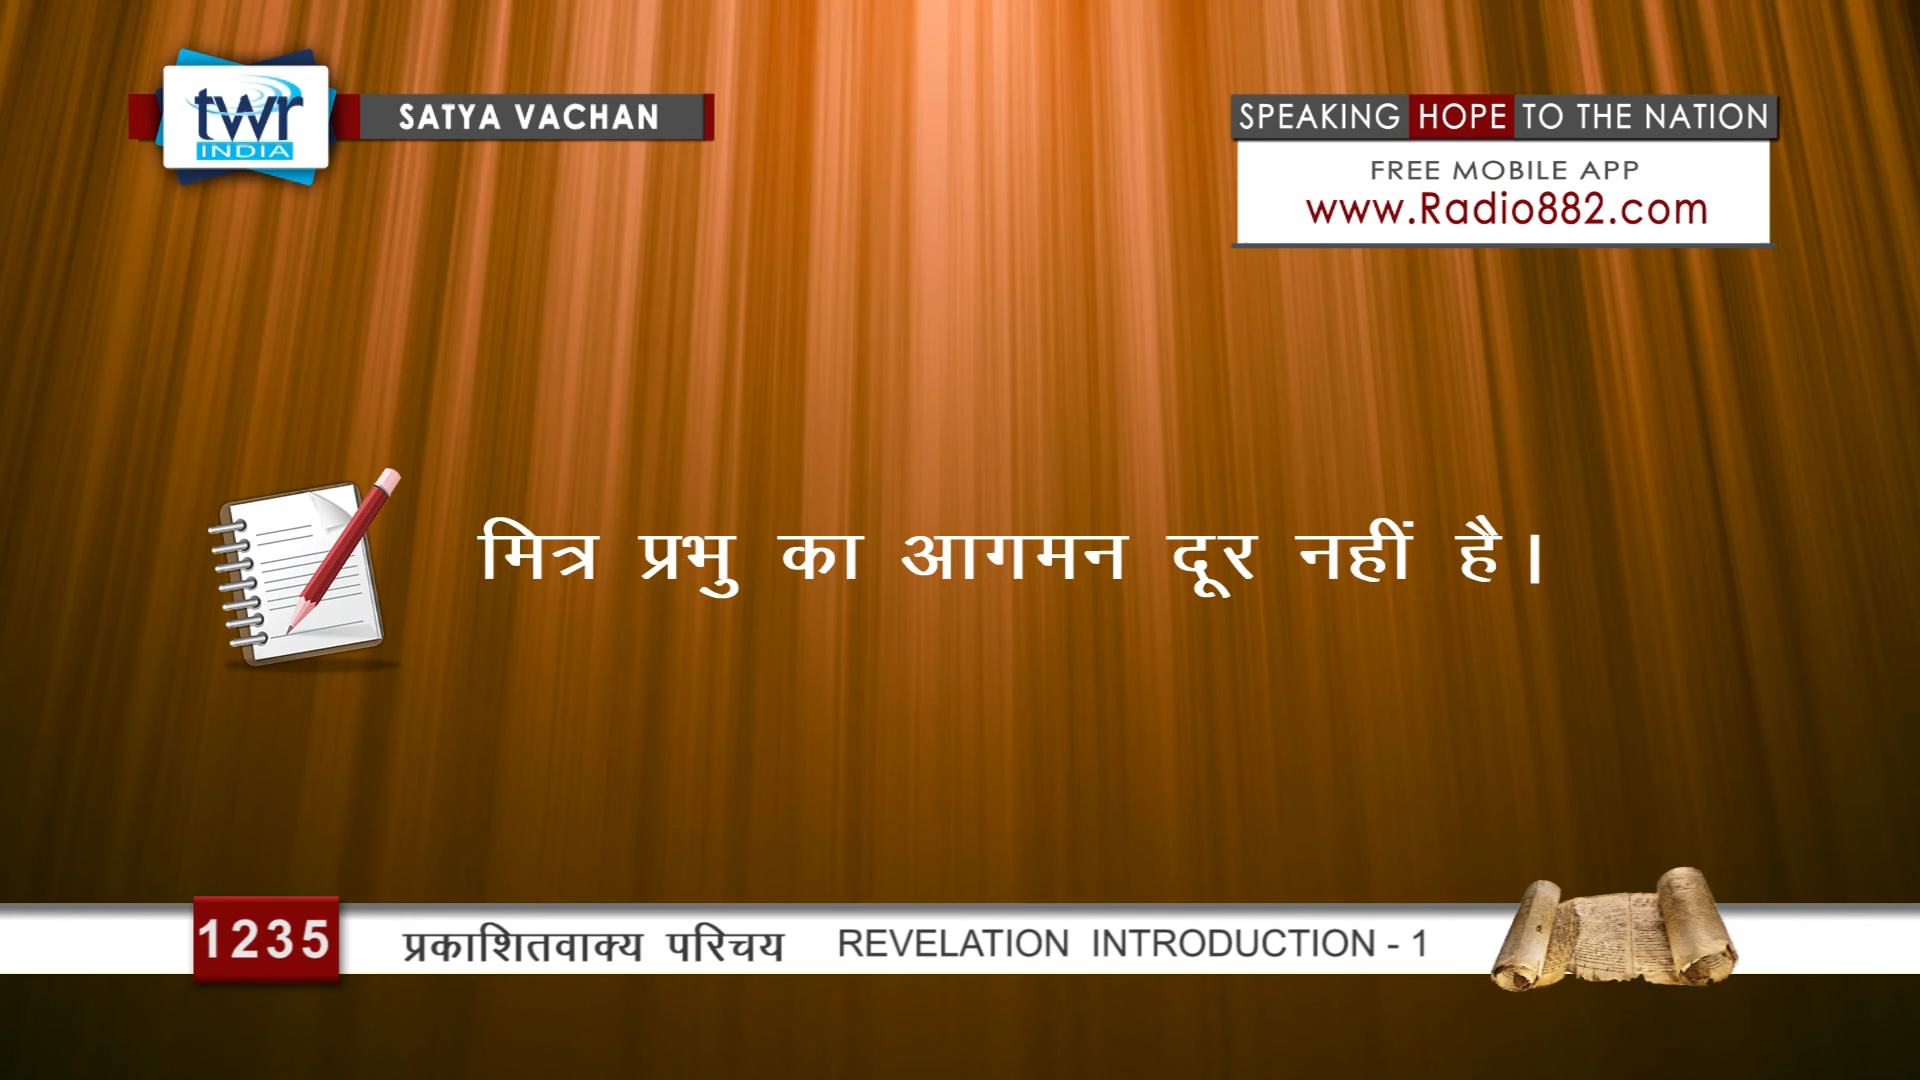 twr
INDIA
SATYA VACHAN
SPEAKING HOPE TO THE NATION
FREE MOBILE APP
www.Radio882.com
मित्र प्रभु का आगमन दूर नहीं है।
1235 प्रकाशितवाक्य परिचय REVELATION INTRODUCTION - 1